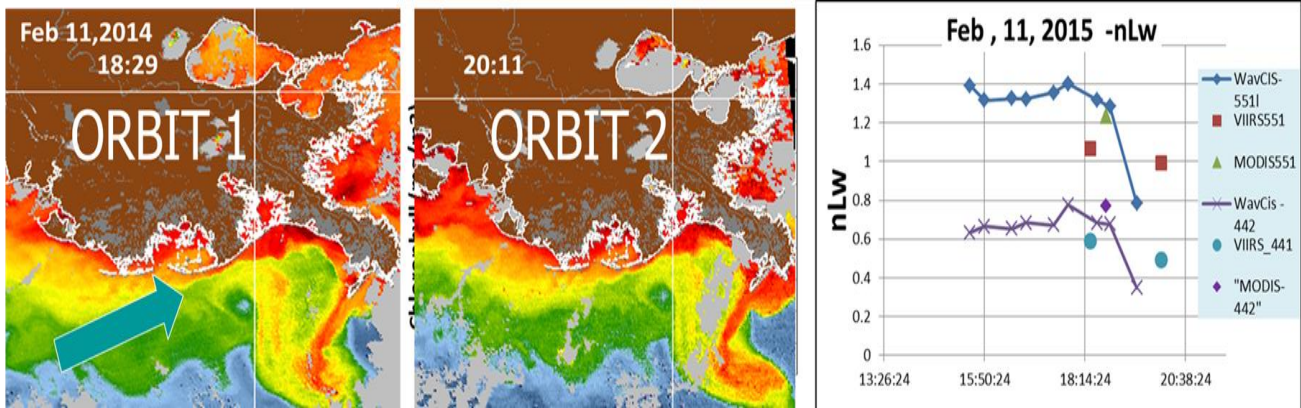 Feb 11,2014
18:29
ORBIT 1
20:11
ORBIT 2
Feb , 11, 2015 -nLw
nLw
1.6
1.4
1.2
1
0.8
0.6
0.4
0.2
0
13:26:24
15:50:24
18:14:24
20:38:24
WavCIS-
551l
VIIRS551
MODIS551
WavCis -
442
VIIRS_441
"MODIS-
442"